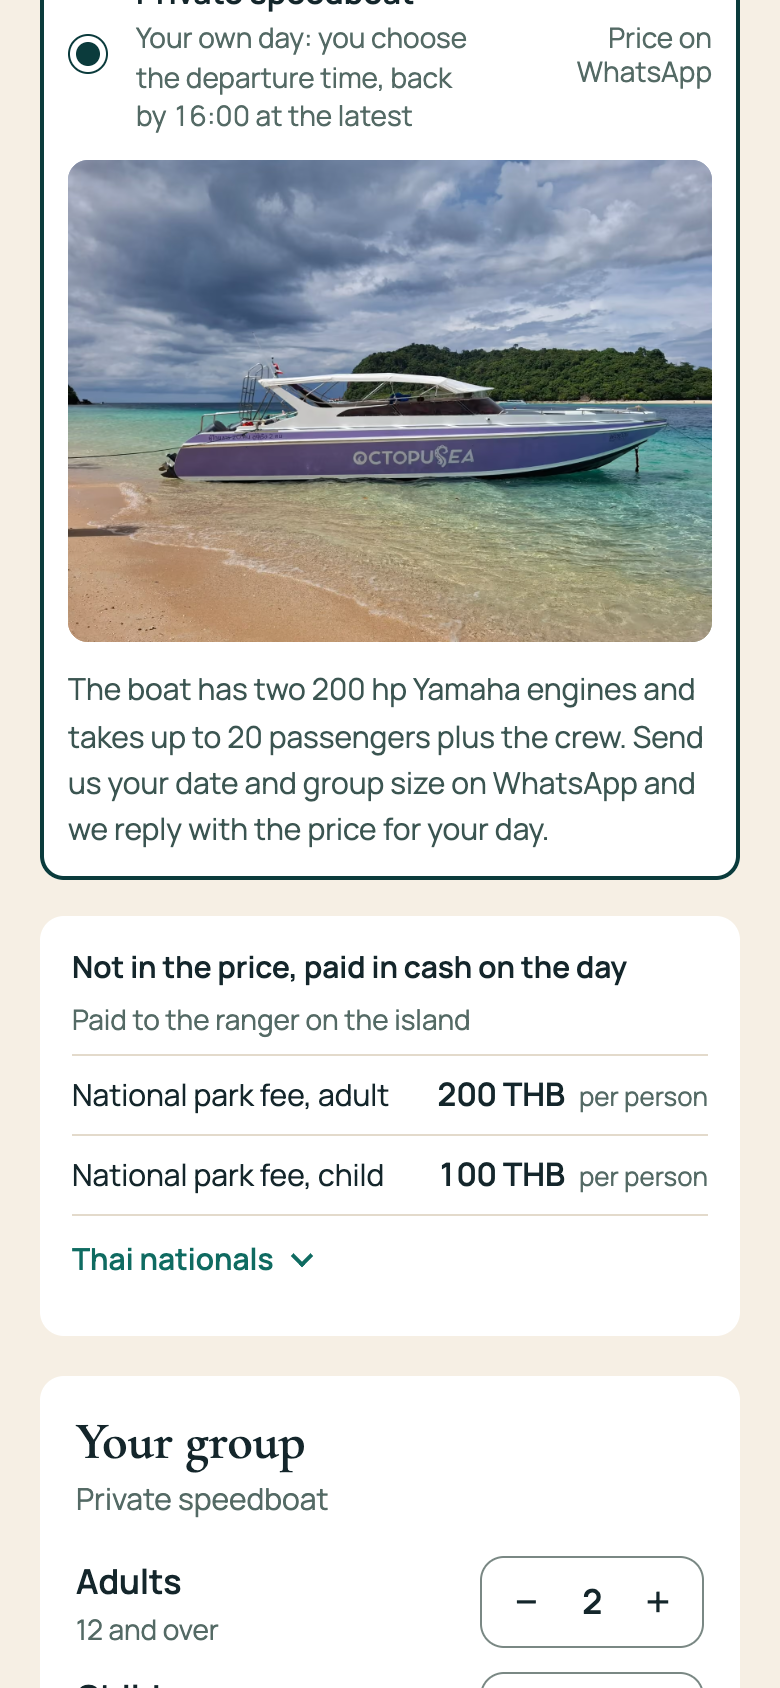 Private speedboat
Your own day: you choose
the departure time, back
by 16:00 at the latest
Price on
WhatsApp
OCTOPUSEA
The boat has two 200 hp Yamaha engines and
takes up to 20 passengers plus the crew. Send
us your date and group size on WhatsApp and
we reply with the price for your day.
Not in the price, paid in cash on the day
Paid to the ranger on the island
National park fee, adult 200 THB per person
National park fee, child 100 THB per person
Thai nationals
Your group
Private speedboat
Adults
12 and over
− 2 +